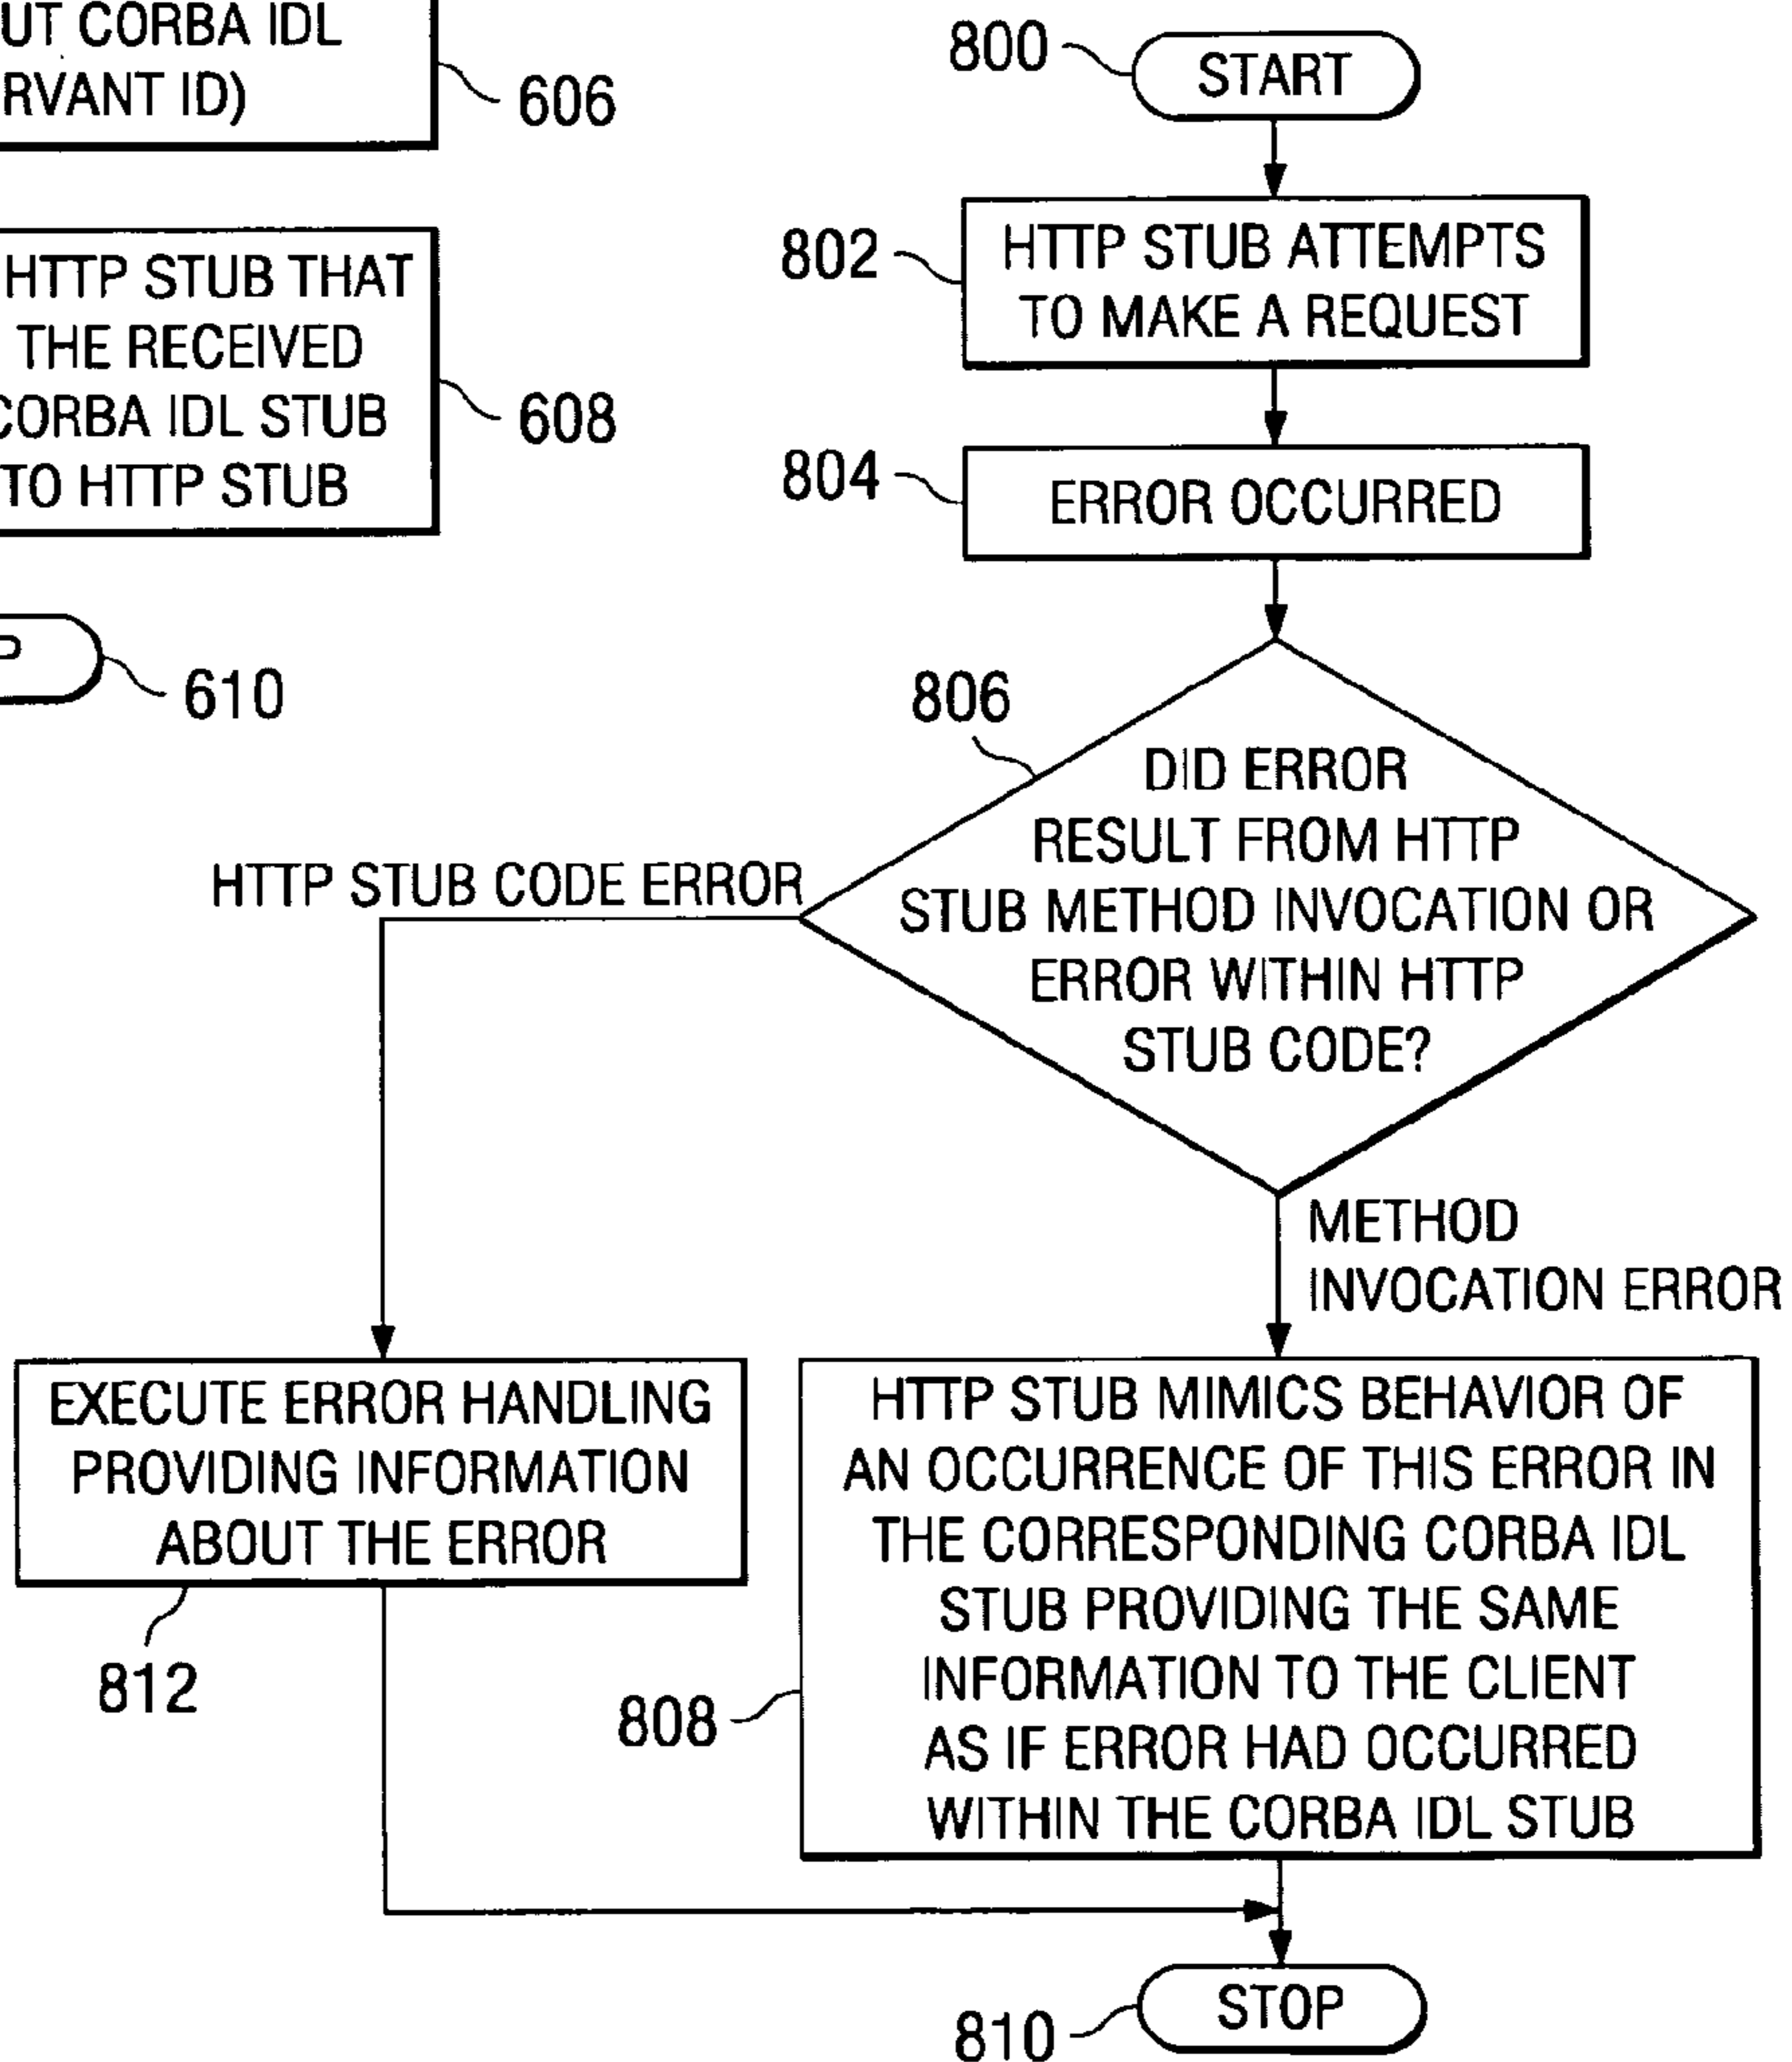 UT CORBA IDL
RVANT ID)
606
HTTP STUB THAT
THE RECEIVED
CORBA IDL STUB
TO HTTP STUB
608
P
610
800
START
802
HTTP STUB ATTEMPTS
TO MAKE A REQUEST
804
ERROR OCCURRED
806
DID ERROR
RESULT FROM HTTP
STUB METHOD INVOCATION OR
ERROR WITHIN HTTP
STUB CODE?
HTTP STUB CODE ERROR
METHOD
INVOCATION ERROR
EXECUTE ERROR HANDLING
PROVIDING INFORMATION
ABOUT THE ERROR
812
HTTP STUB MIMICS BEHAVIOR OF
AN OCCURRENCE OF THIS ERROR IN
THE CORRESPONDING CORBA IDL
STUB PROVIDING THE SAME
INFORMATION TO THE CLIENT
AS IF ERROR HAD OCCURRED
WITHIN THE CORBA IDL STUB
808
STOP
810